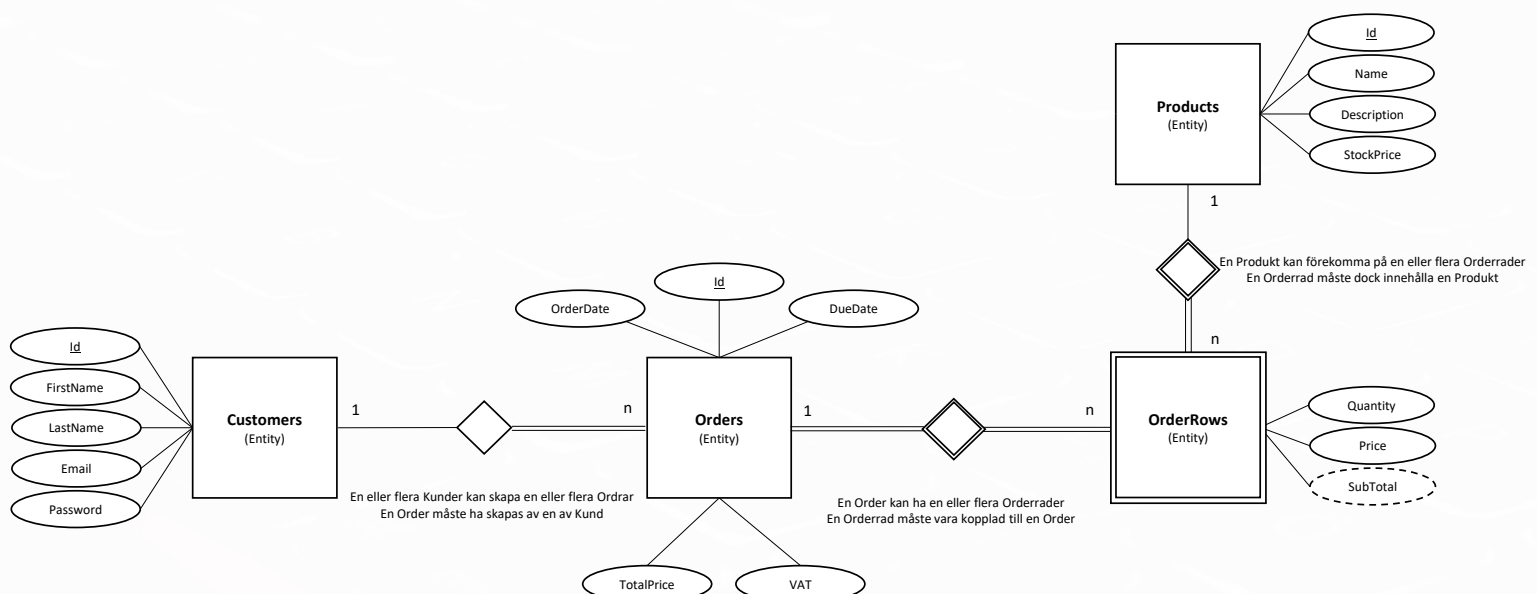 Id
Name
Products
(Entity)
Description
StockPrice
1
En Produkt kan förekomma på en eller flera Orderrader
En Orderrad måste dock innehålla en Produkt
n
Id
OrderDate
DueDate
Id
FirstName
LastName
Email
Password
Customers
(Entity)
1
n
En eller flera Kunder kan skapa en eller flera Ordrar
En Order måste ha skapas av en av Kund
Orders
(Entity)
1
n
En Order kan ha en eller flera Orderrader
En Orderrad måste vara kopplad till en Order
OrderRows
(Entity)
Quantity
Price
SubTotal
TotalPrice
VAT